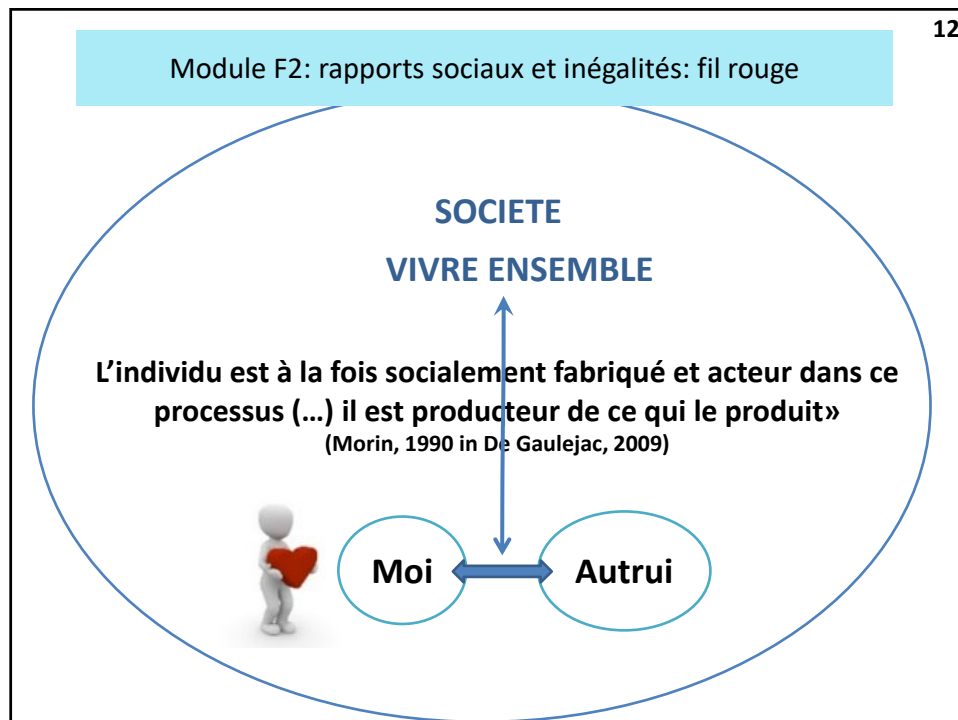 12
Module F2: rapports sociaux et inégalités: fil rouge
SOCIETE
VIVRE ENSEMBLE
L’individu est à la fois socialement fabriqué et acteur dans ce
processus (…) il est producteur de ce qui le produit»
(Morin, 1990 in De Gaulejac, 2009)
Moi Autrui